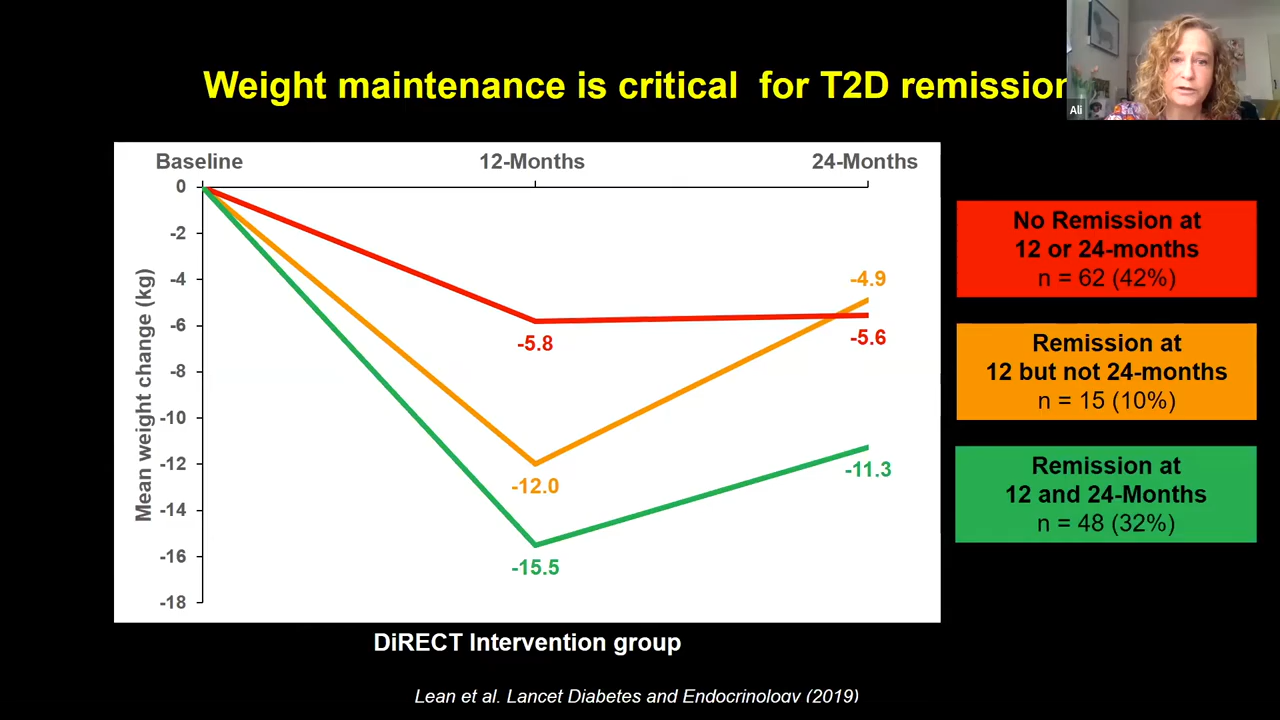 Weight maintenance is critical for T2D remission
Ali
Baseline
12-Months
24-Months
Mean weight change (kg)
0
-2
-4
-6
-8
-10
-12
-14
-16
-18
-4.9
-5.8
-5.6
-12.0
-11.3
-15.5
No Remission at
12 or 24-months
n = 62 (42%)
Remission at
12 but not 24-months
n = 15 (10%)
Remission at
12 and 24-Months
n = 48 (32%)
DiRECT Intervention group
Lean et al. Lancet Diabetes and Endocrinology (2019)